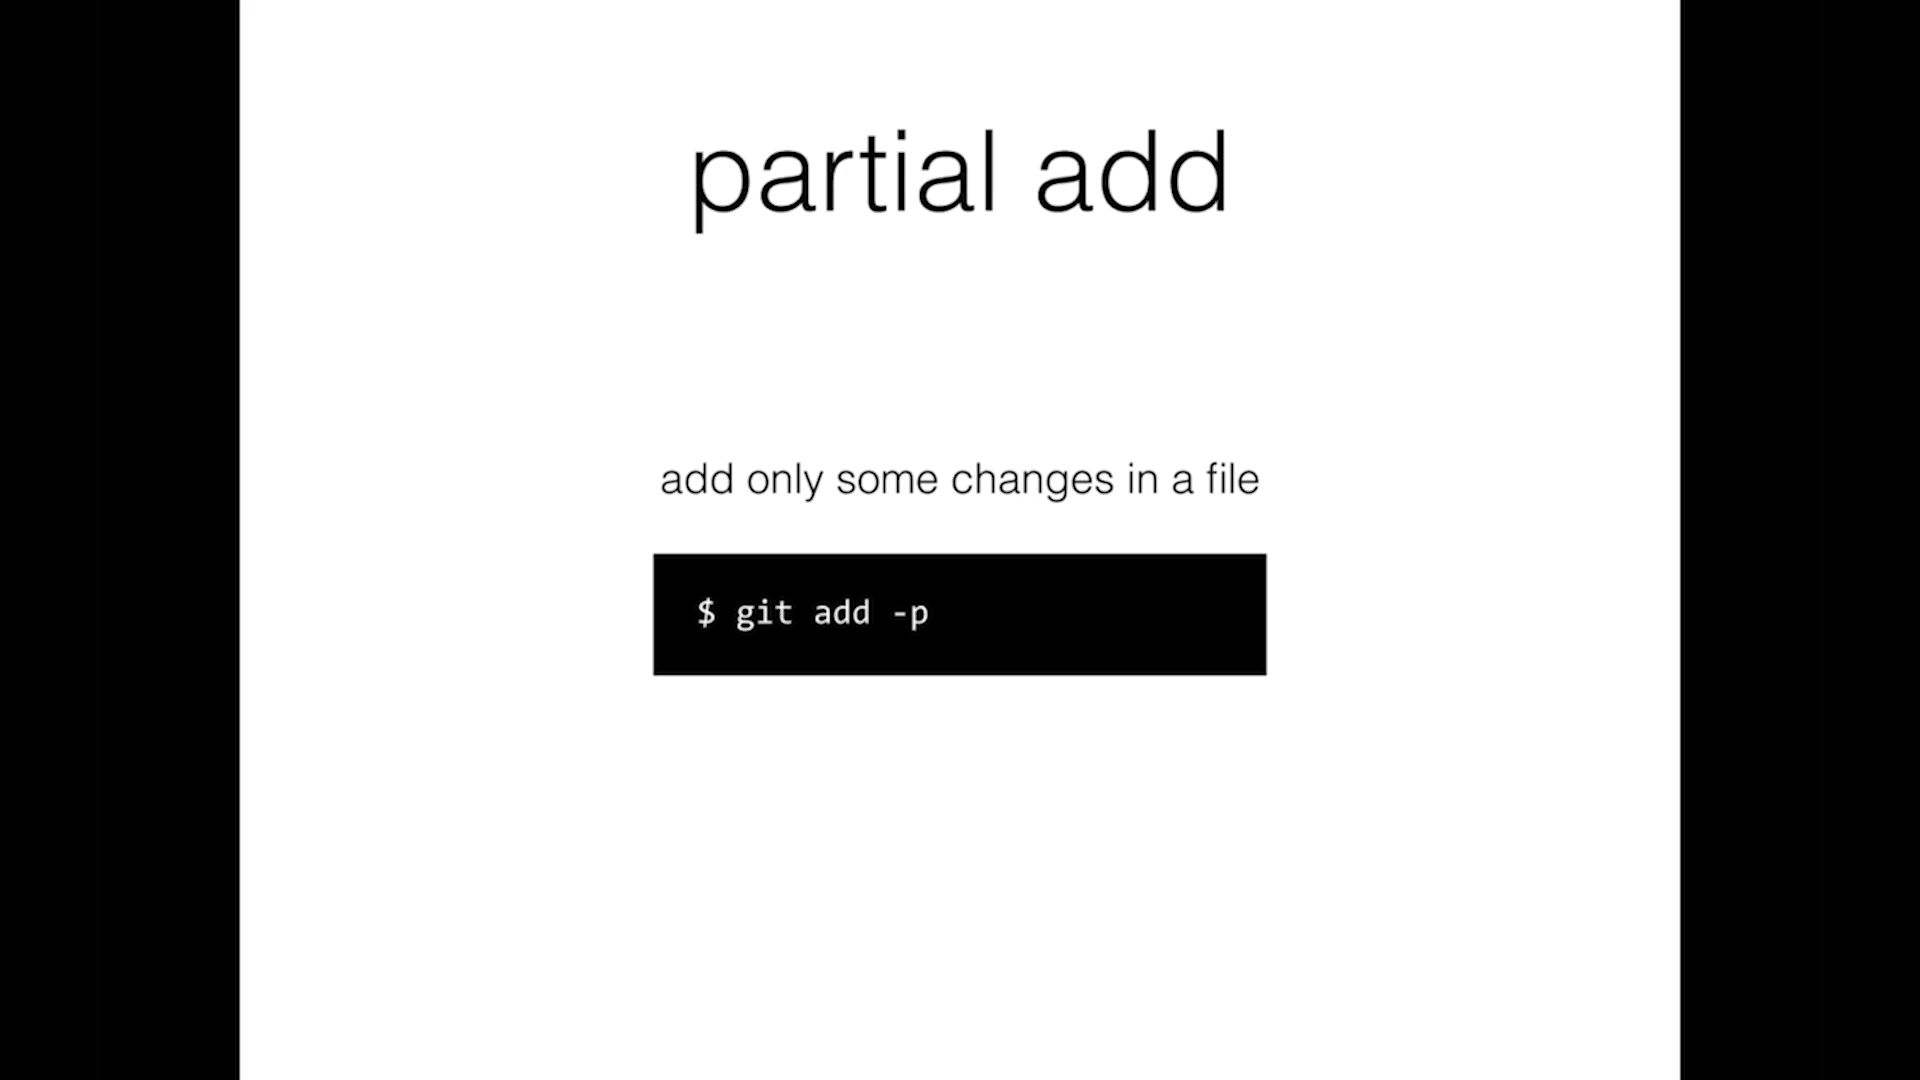 partial add
add only some changes in a file
$ git add -p